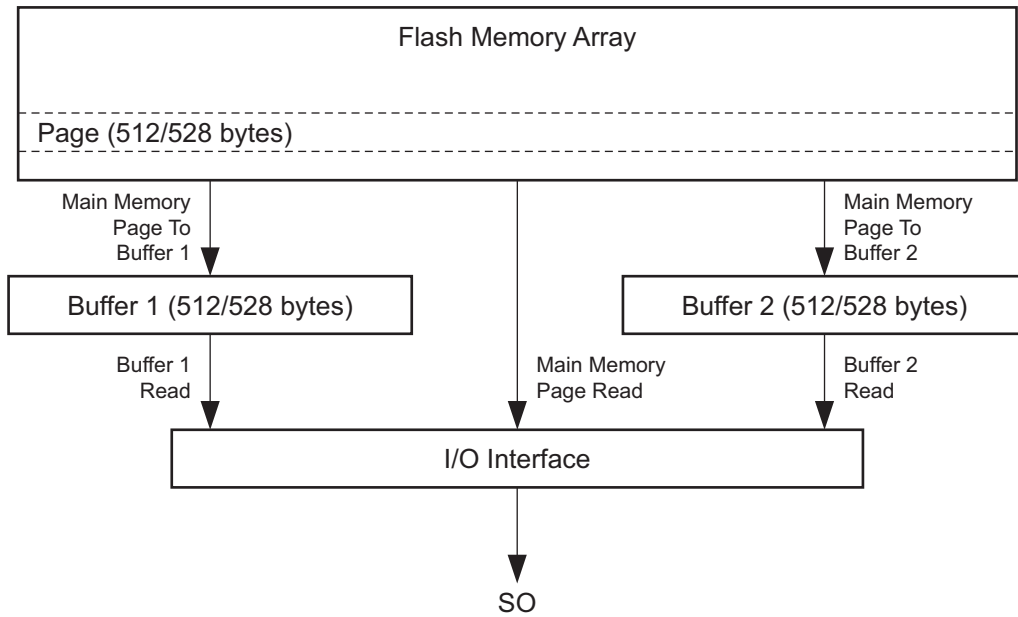 Flash Memory Array
Page (512/528 bytes)
Main Memory
Page To
Buffer 1
Main Memory
Page To
Buffer 2
Buffer 1 (512/528 bytes)
Buffer 2 (512/528 bytes)
Buffer 1
Read
Main Memory
Page Read
Buffer 2
Read
I/O Interface
SO